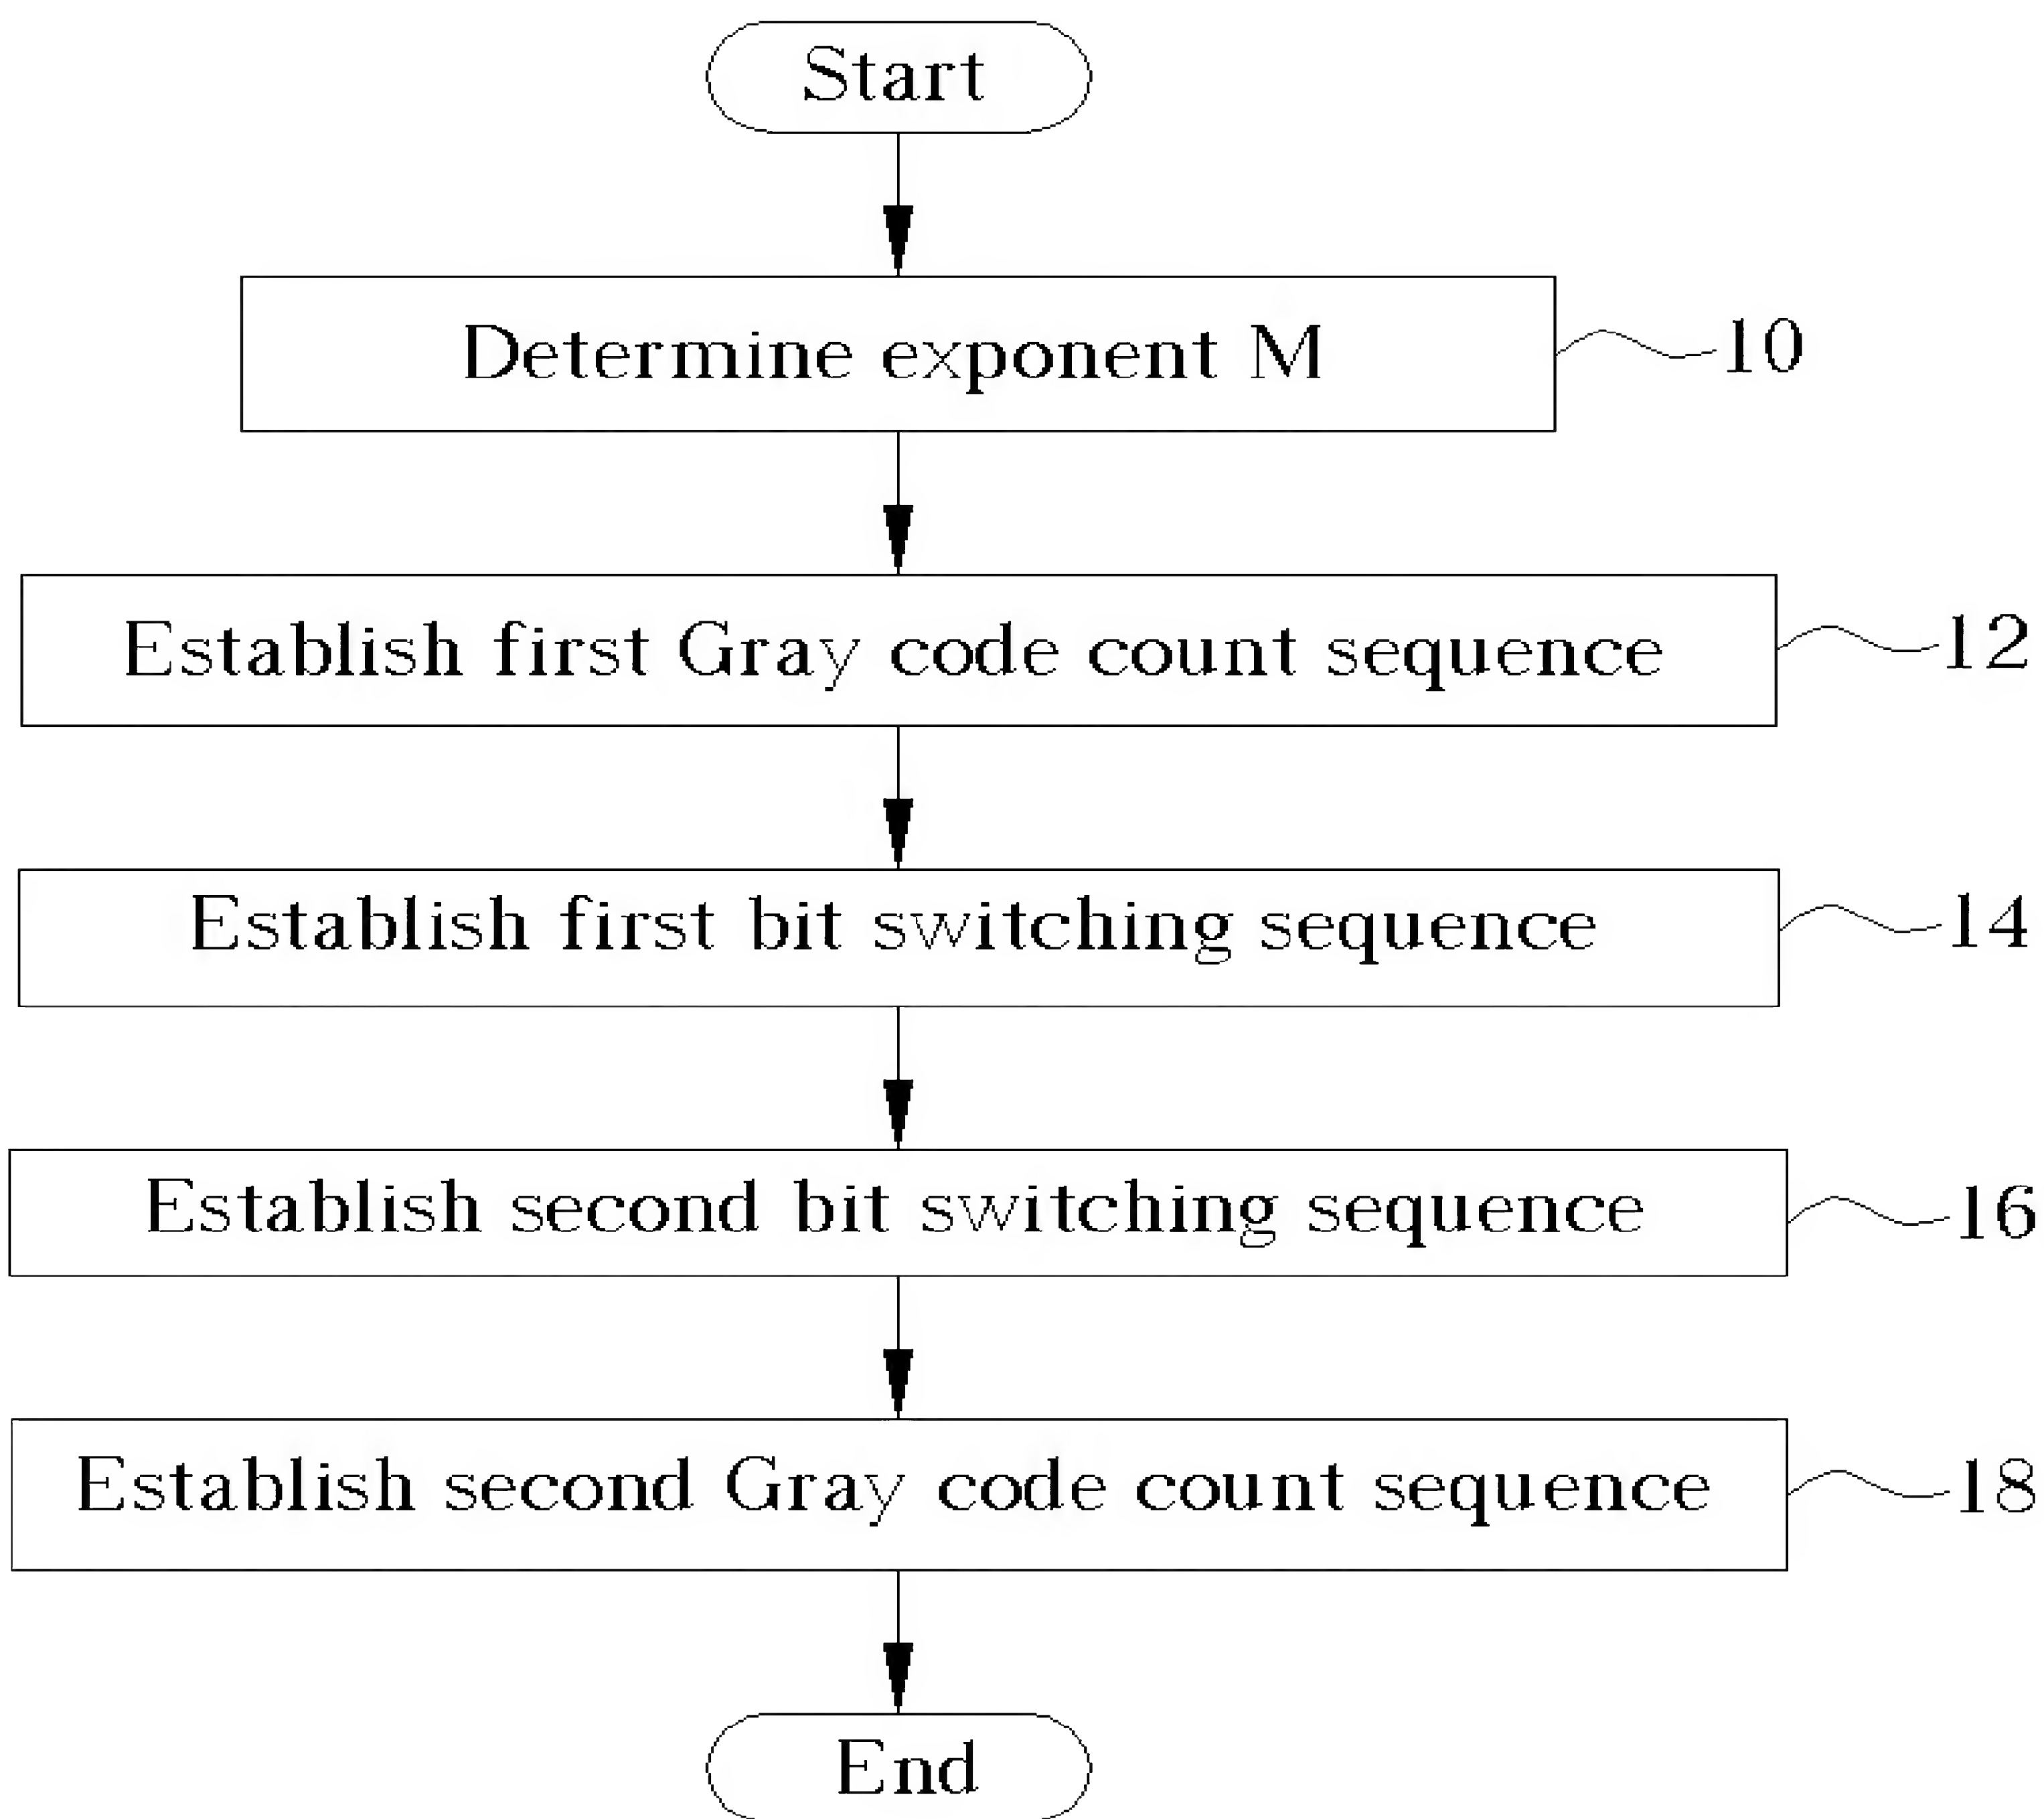 Start
Determine exponent M
10
Establish first Gray code count sequence
12
Establish first bit switching sequence
14
Establish second bit switching sequence
16
Establish second Gray code count sequence
18
End